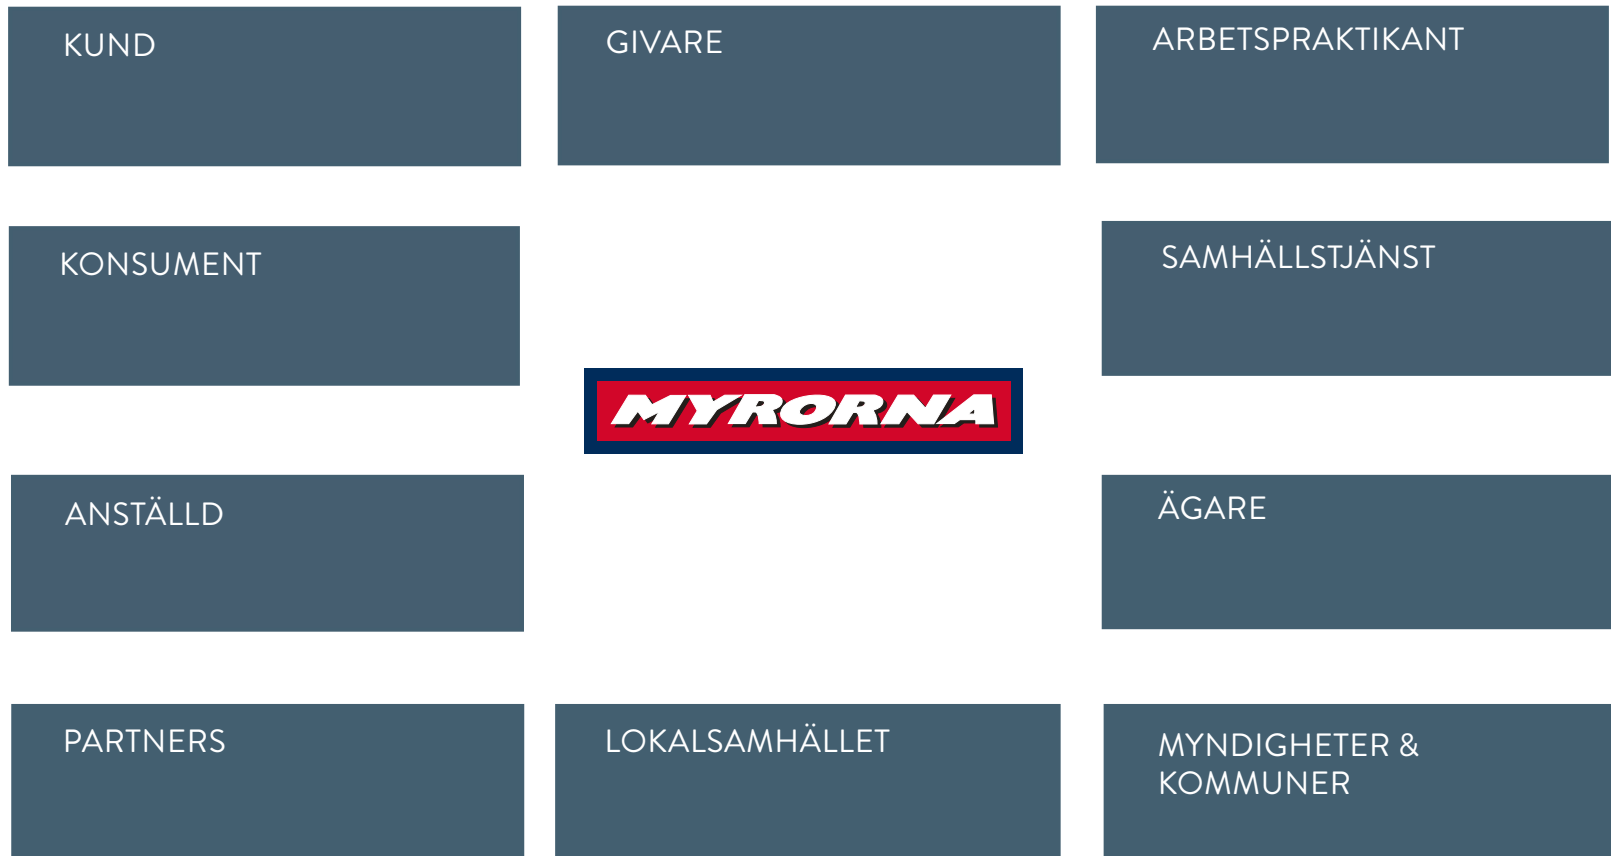 KUND
GIVARE
ARBETSPRAKTIKANT
KONSUMENT
SAMHÄLLSTJÄNST
MYRORNA
ANSTÄLLD
ÄGARE
PARTNERS
LOKALSAMHÄLLET
MYNDIGHETER &
KOMMUNER